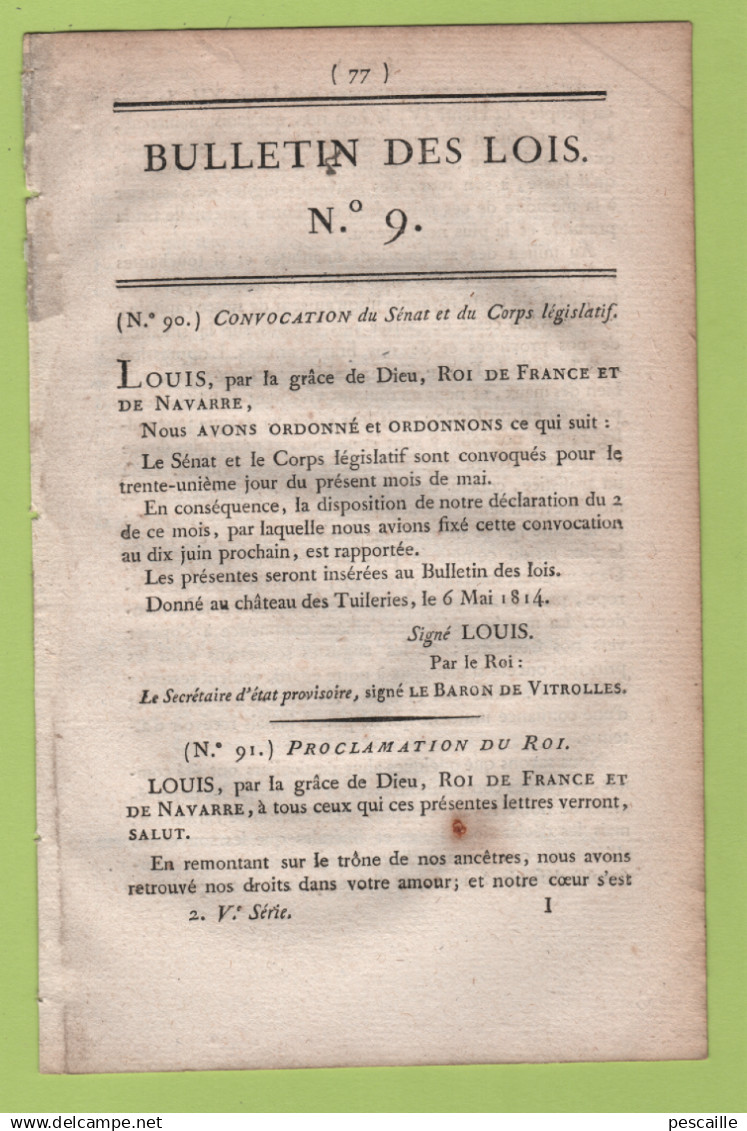 ( 77 )
BULLETIN DES LOIS.
N.º 9.
(N.º 90.) CONVOCATION du Sénat et du Corps législatif.
LOUIS, par la grâce de Dieu, ROI DE FRANCE ET
DE NAVARRE,
NOUS AVONS ORDONNÉ et ORDONNONS ce qui suit :
Le Sénat et le Corps législatif sont convoqués pour le
trente-unième jour du présent mois de mai.
En conséquence, la disposition de notre déclaration du 2
de ce mois, par laquelle nous avions fixé cette convocation
au dix juin prochain, est rapportée.
Les présentes seront insérées au Bulletin des lois.
Donné au château des Tuileries, le 6 Mai 1814.
Signé LOUIS.
Par le Roi :
Le Secrétaire d'état provisoire, signé LE BARON DE VITROLLES.
(N.º 91.) PROCLAMATION DU ROI.
LOUIS, par la grâce de Dieu, ROI DE FRANCE ET
DE NAVARRE, à tous ceux qui ces présentes lettres verront,
SALUT.
En remontant sur le trône de nos ancêtres, nous avons
retrouvé nos droits dans votre amour; et notre cœur s'est
2. V.e Série. I
pescaille